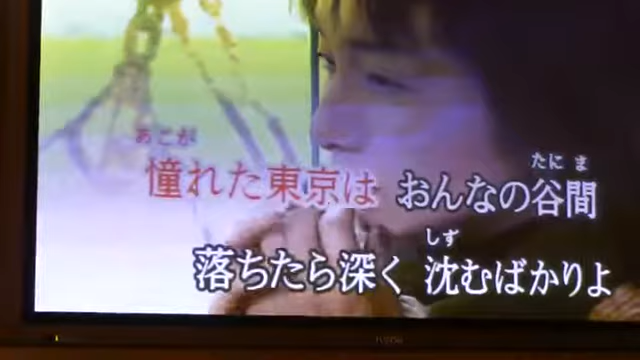 あこが
憧れた東京は
たに ま
おんなの谷間
しず
落ちたら深く 沈むばかりよ